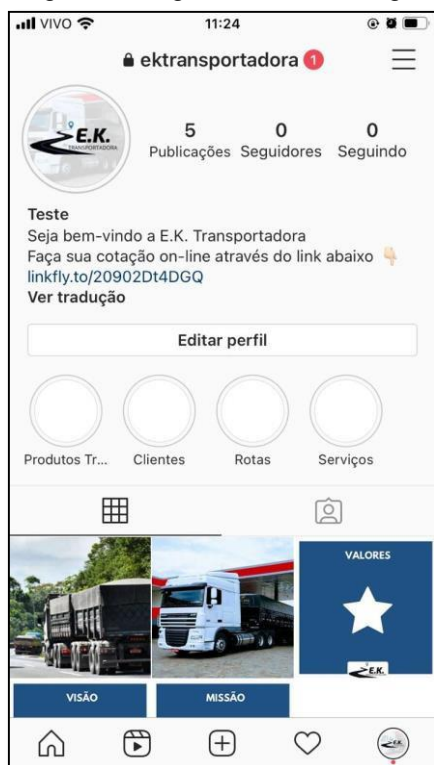 VIVO 11:24
ektransportadora 1
E.K.
TRANSPORTADORA
5 0 0
Publicações Seguidores Seguindo
Teste
Seja bem-vindo a E.K. Transportadora
Faça sua cotação on-line através do link abaixo 👇🏻
linkfly.to/20902Dt4DGQ
Ver tradução
Editar perfil
Produtos Tr... Clientes Rotas Serviços
VALORES
E.K.
VISÃO MISSÃO